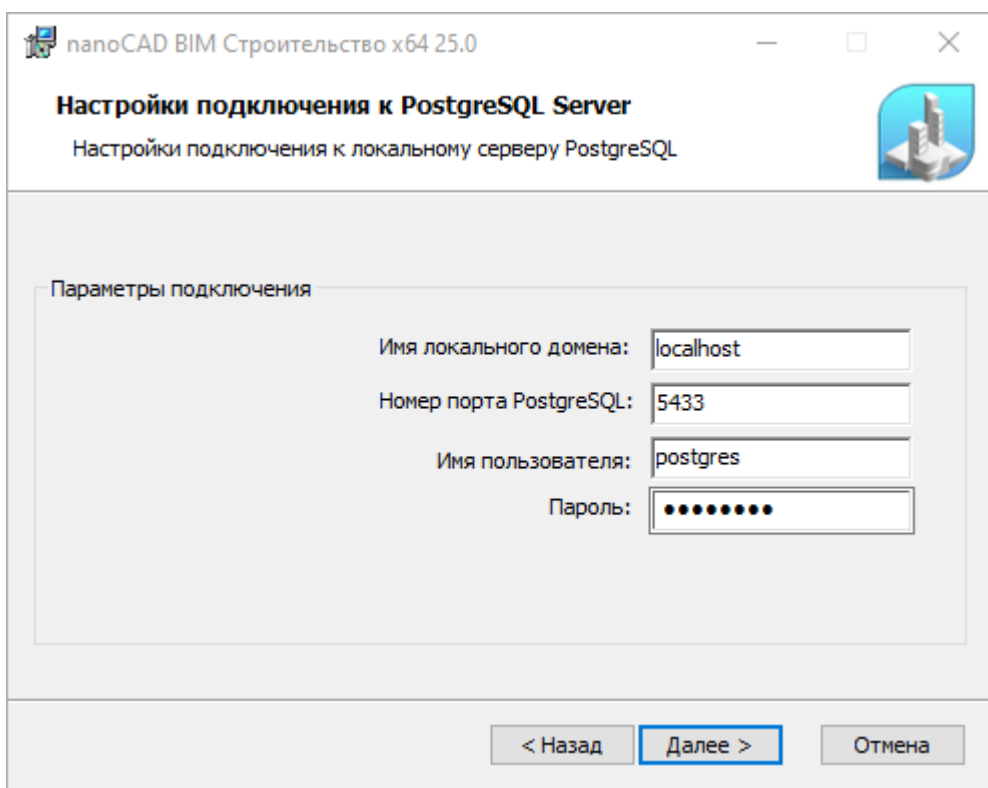 nanoCAD BIM Строительство x64 25.0
Настройки подключения к PostgreSQL Server
Настройки подключения к локальному серверу PostgreSQL
Параметры подключения
Имя локального домена: localhost
Номер порта PostgreSQL: 5433
Имя пользователя: postgres
Пароль: ●●●●●●●●
< Назад Далее > Отмена